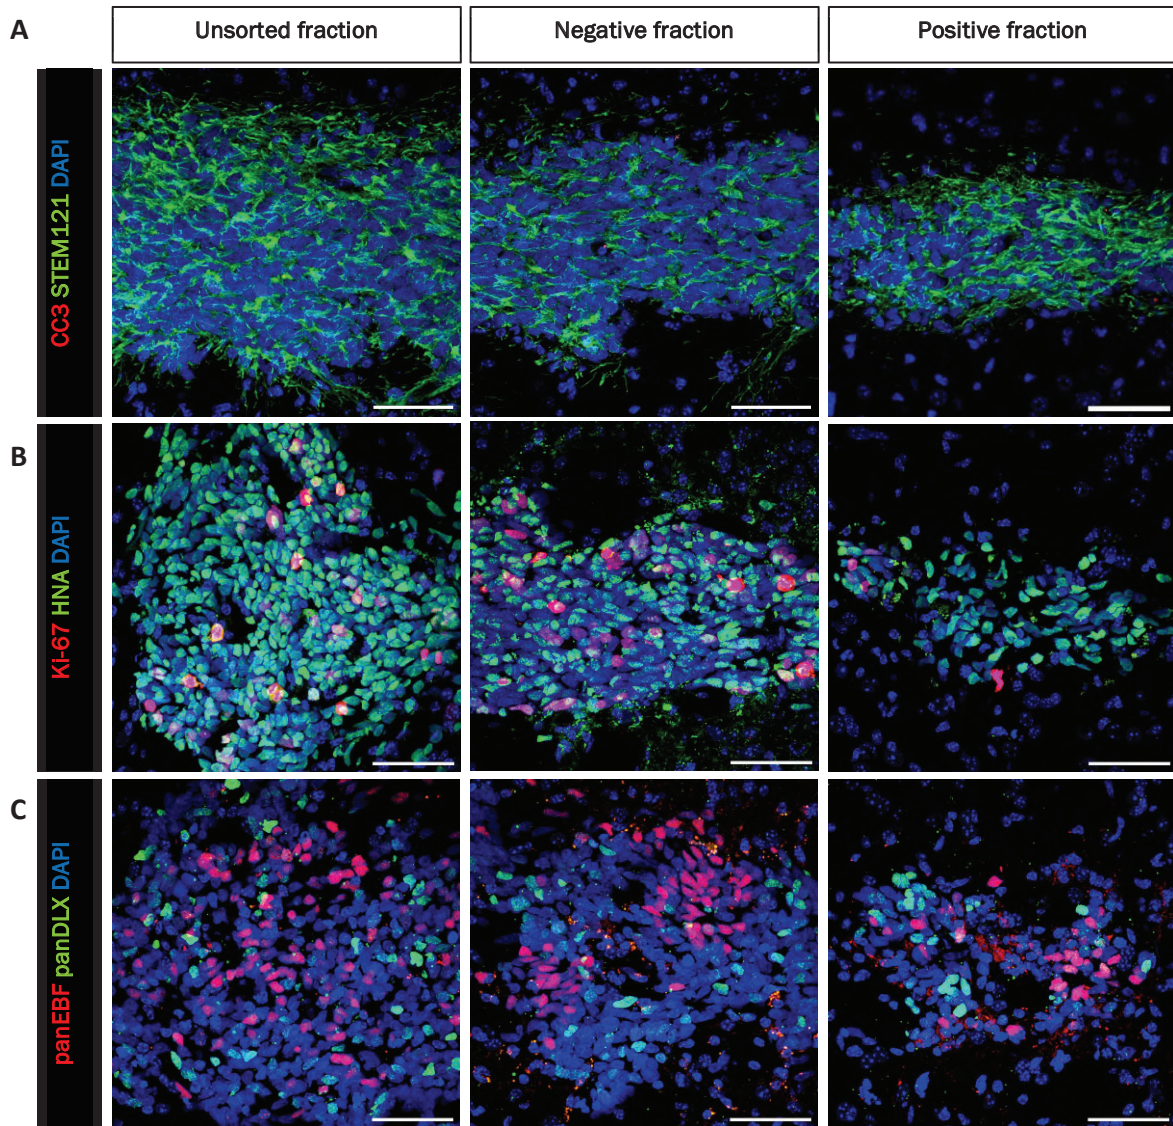 A
Unsorted fraction
Negative fraction
Positive fraction
CC3 STEM121 DAPI
B
Ki-67 HNA DAPI
C
panEBF panDLX DAPI